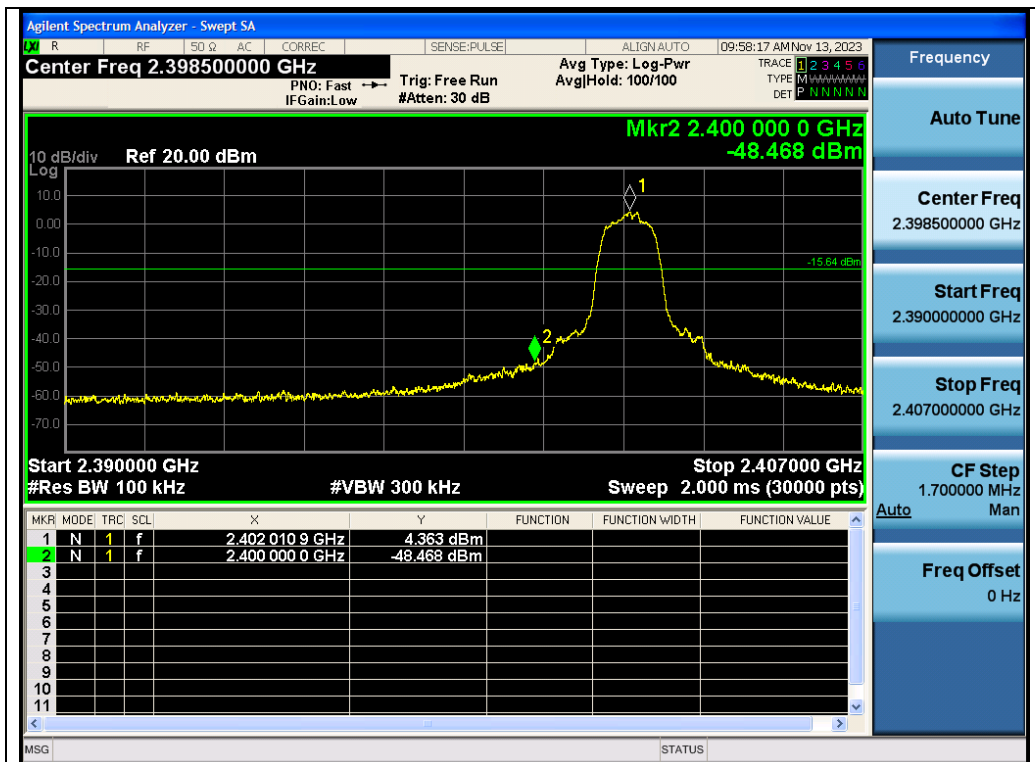 Agilent Spectrum Analyzer - Swept SA
LXI R RF 50 Ω AC CORREC SENSE:PULSE ALIGN AUTO 09:58:17 AM Nov 13, 2023
Center Freq 2.398500000 GHz
PNO: Fast
IFGain:Low
Trig: Free Run
#Atten: 30 dB
Avg Type: Log-Pwr
Avg|Hold: 100/100
TRACE 1 2 3 4 5 6
TYPE M W W W W W
DET P N N N N N
Mkr2 2.400 000 0 GHz
-48.468 dBm
10 dB/div Ref 20.00 dBm
Log
10.0
0.00
-10.0
-20.0
-30.0
-40.0
-50.0
-60.0
-70.0
1
-15.64 dBm
2
Start 2.390000 GHz Stop 2.407000 GHz
#Res BW 100 kHz #VBW 300 kHz Sweep 2.000 ms (30000 pts)
MKR MODE TRC SCL X Y FUNCTION FUNCTION WIDTH FUNCTION VALUE
1 N 1 f 2.402 010 9 GHz 4.363 dBm
2 N 1 f 2.400 000 0 GHz -48.468 dBm
3
4
5
6
7
8
9
10
11
MSG STATUS
Frequency
Auto Tune
Center Freq
2.398500000 GHz
Start Freq
2.390000000 GHz
Stop Freq
2.407000000 GHz
CF Step
1.700000 MHz
Auto Man
Freq Offset
0 Hz